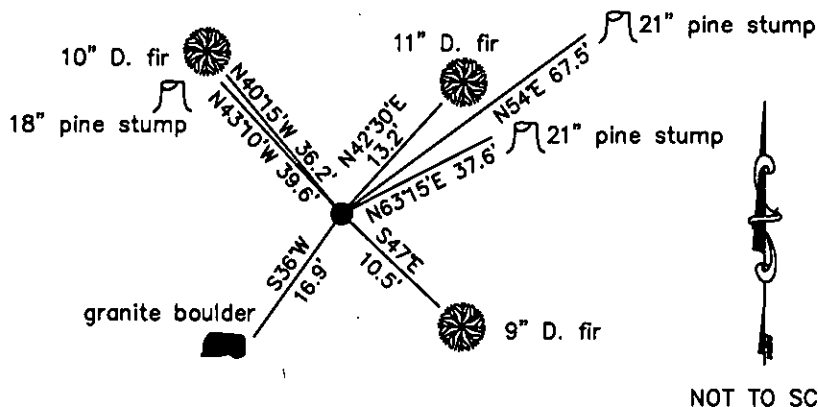 21" pine stump
11" D. fir
10" D. fir
N54°E 67.5'
N40°15'W 36.2'
N42°30'E
13.2'
18" pine stump
N43°10'W 39.6'
21" pine stump
N63°15'E 37.6'
S36°W
16.9'
S47°E
10.5'
granite boulder
9" D. fir
NOT TO SC